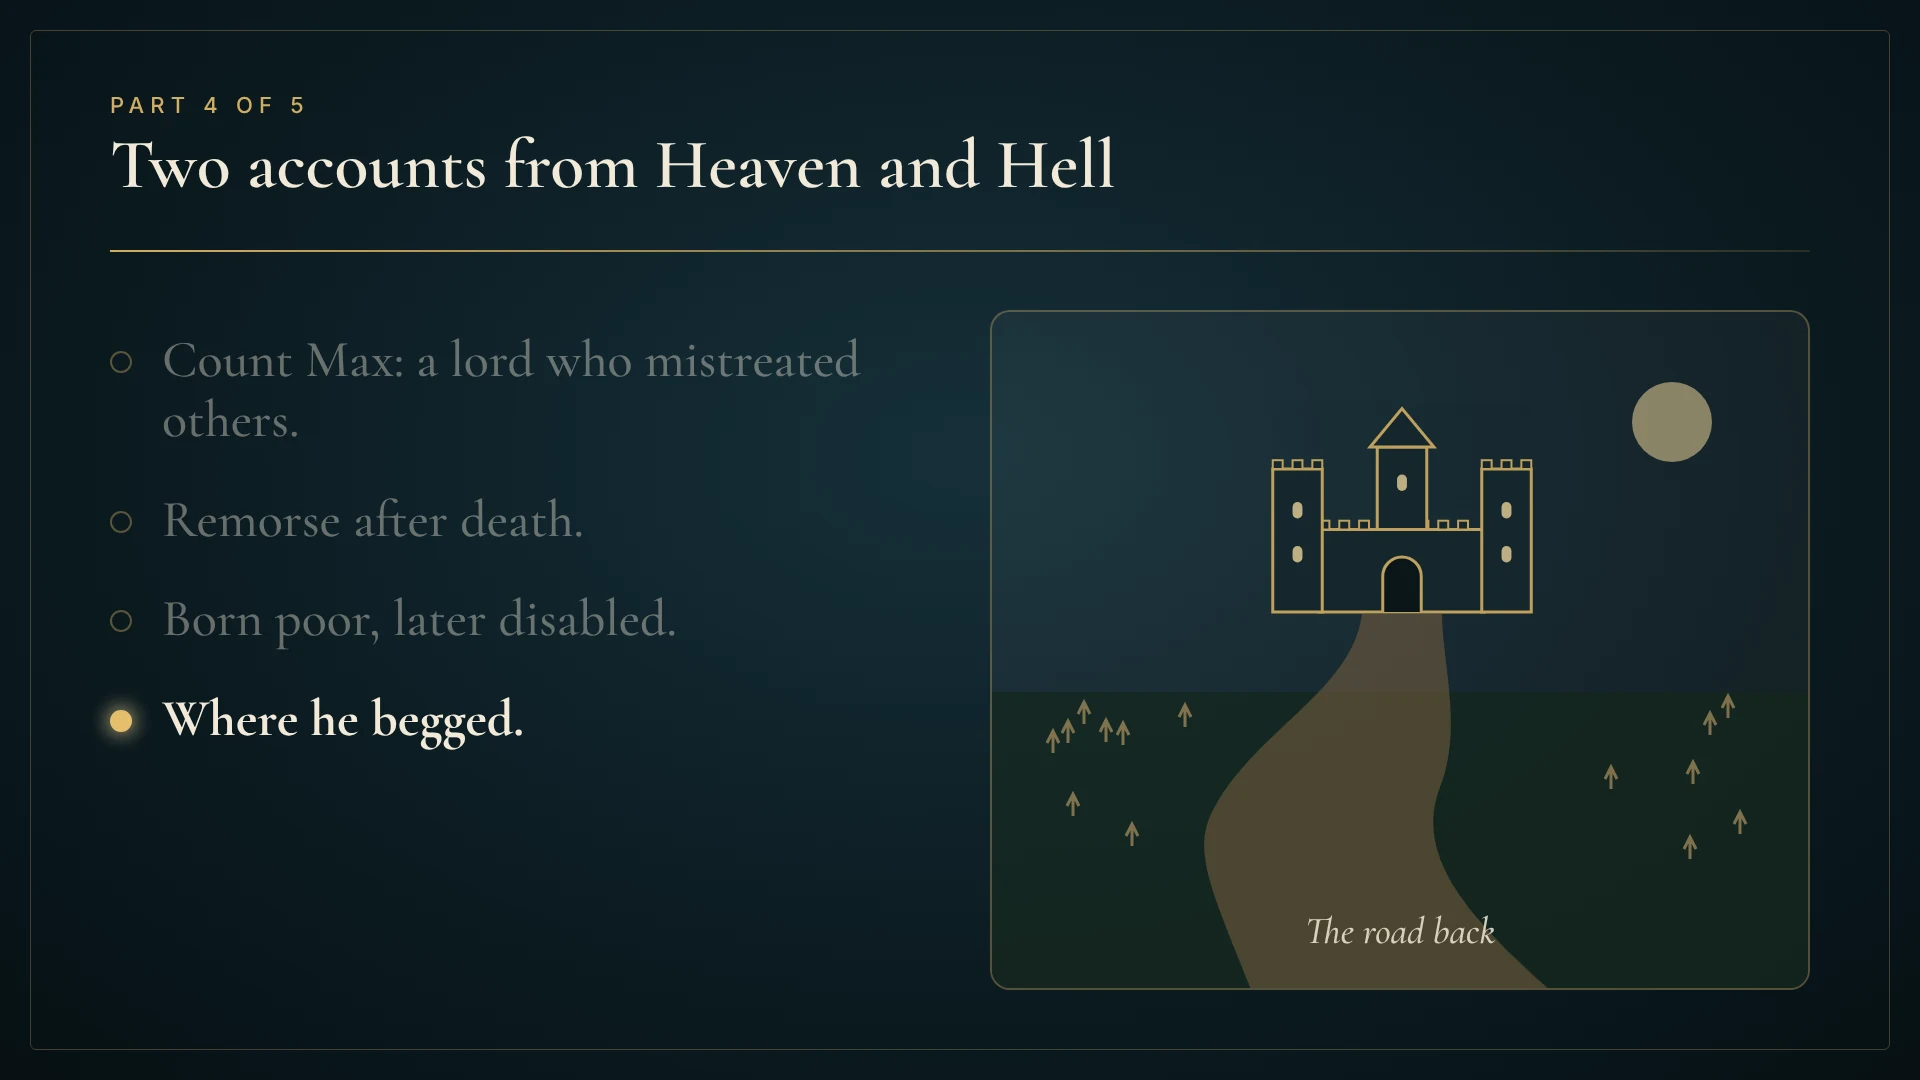 PART 4 OF 5
Two accounts from Heaven and Hell
Count Max: a lord who mistreated
others.
Remorse after death.
Born poor, later disabled.
Where he begged.
The road back